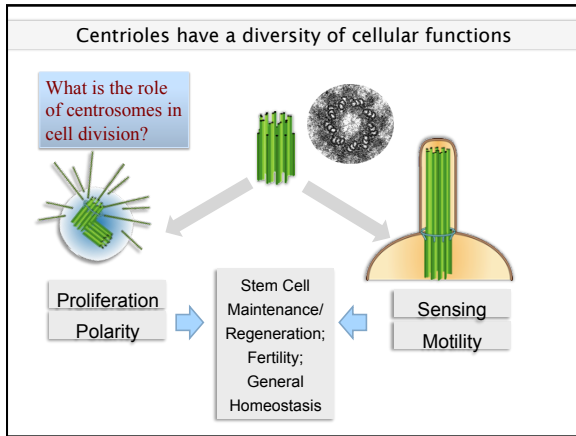 Centrioles have a diversity of cellular functions
What is the role
of centrosomes in
cell division?
Proliferation
Polarity
Stem Cell
Maintenance/
Regeneration;
Fertility;
General
Homeostasis
Sensing
Motility